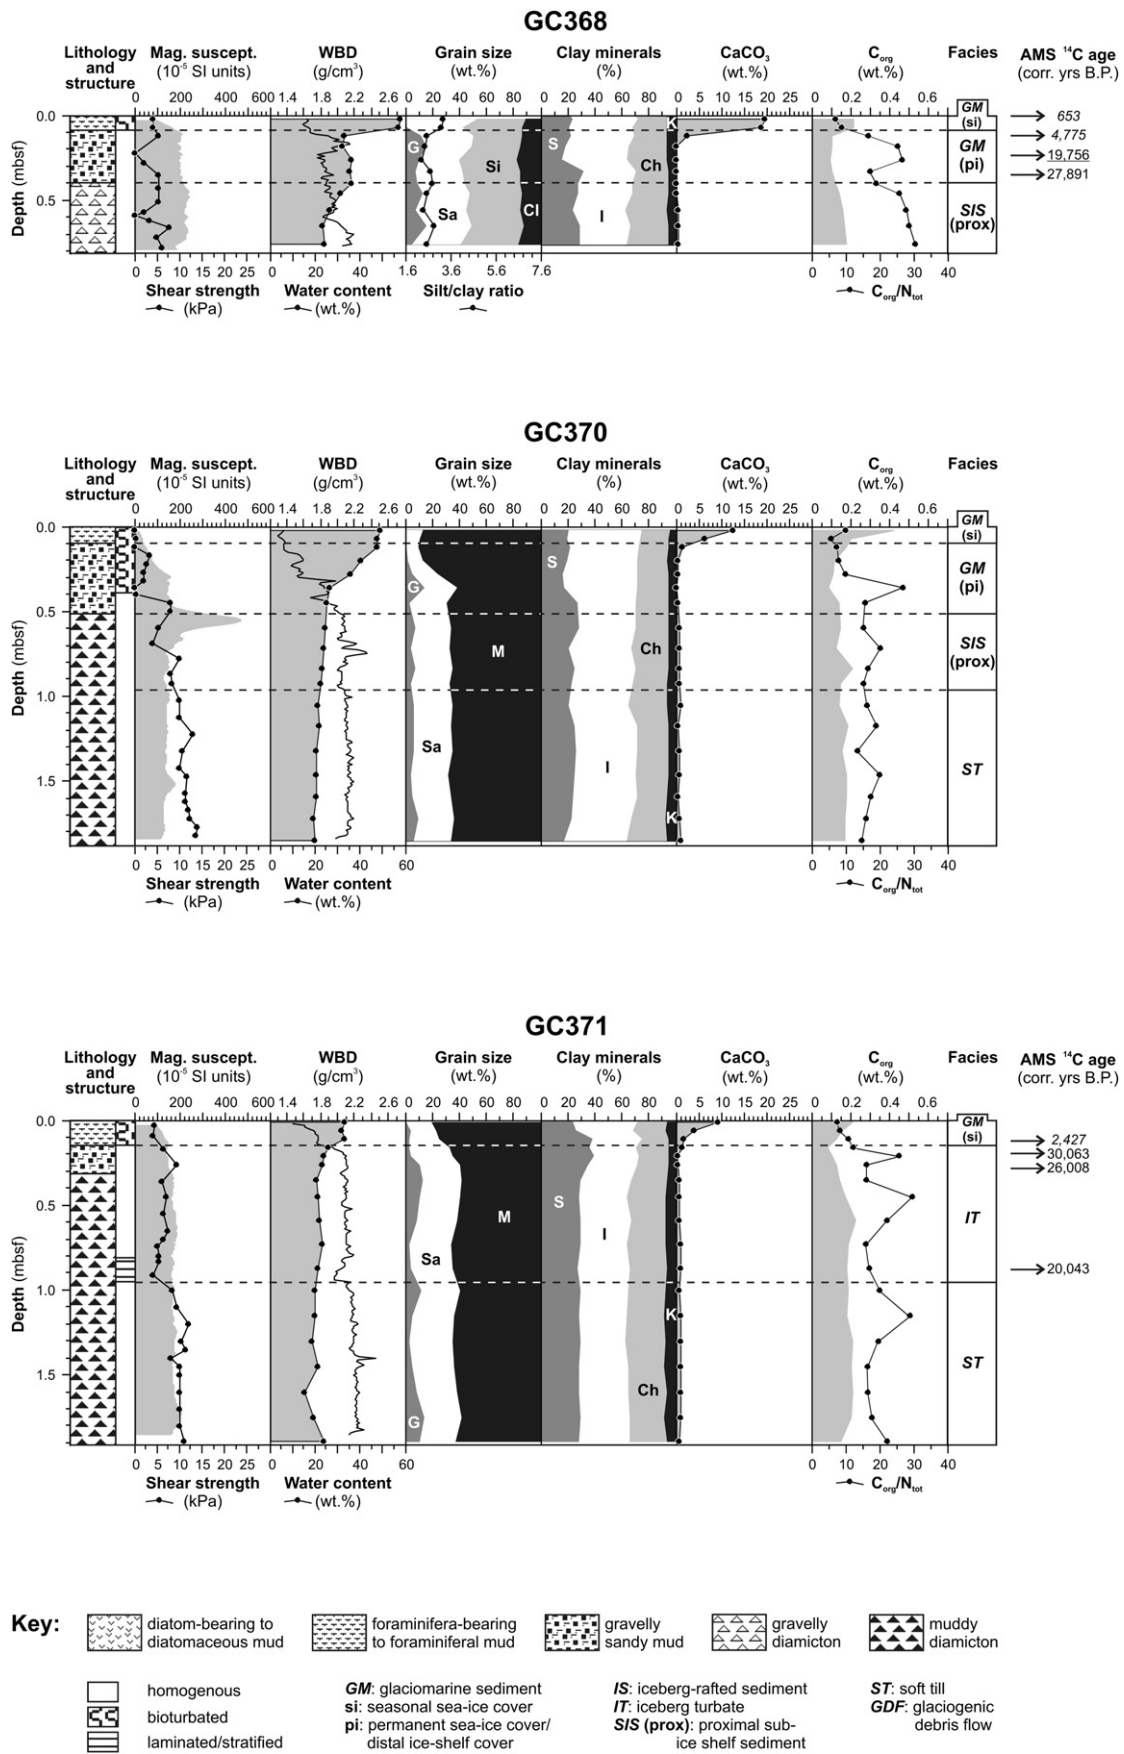 GC368
Lithology and structure
Mag. suscept. (10⁻⁵ SI units)
WBD (g/cm³)
Grain size (wt.%)
Clay minerals (%)
CaCO₃ (wt.%)
C_org (wt.%)
Facies
AMS ¹⁴C age (corr. yrs B.P.)
0 200 400 600 1.4 1.8 2.2 2.6 0 20 40 60 80 0 20 40 60 80 0 5 10 15 20 25 0 0.2 0.4 0.6
Depth (mbsf)
0.0
0.5
G Sa Si Cl
S I Ch K
GM (si)
GM (pi)
SIS (prox)
653
4,775
19,756
27,891
0 5 10 15 20 25 0 20 40 60 1.6 3.6 5.6 7.6 0 10 20 30 40
Shear strength (kPa)
Water content (wt.%)
Silt/clay ratio
C_org/N_tot
GC370
Lithology and structure
Mag. suscept. (10⁻⁵ SI units)
WBD (g/cm³)
Grain size (wt.%)
Clay minerals (%)
CaCO₃ (wt.%)
C_org (wt.%)
Facies
0 200 400 600 1.4 1.8 2.2 2.6 0 20 40 60 80 0 20 40 60 80 0 5 10 15 20 25 0 0.2 0.4 0.6
Depth (mbsf)
0.0
0.5
1.0
1.5
G Sa M
S I Ch K
GM (si)
GM (pi)
SIS (prox)
ST
0 5 10 15 20 25 0 20 40 60 0 10 20 30 40
Shear strength (kPa)
Water content (wt.%)
C_org/N_tot
GC371
Lithology and structure
Mag. suscept. (10⁻⁵ SI units)
WBD (g/cm³)
Grain size (wt.%)
Clay minerals (%)
CaCO₃ (wt.%)
C_org (wt.%)
Facies
AMS ¹⁴C age (corr. yrs B.P.)
0 200 400 600 1.4 1.8 2.2 2.6 0 20 40 60 80 0 20 40 60 80 0 5 10 15 20 25 0 0.2 0.4 0.6
Depth (mbsf)
0.0
0.5
1.0
1.5
G Sa M
S I Ch K
GM (si)
IT
ST
2,427
30,063
26,008
20,043
0 5 10 15 20 25 0 20 40 60 0 10 20 30 40
Shear strength (kPa)
Water content (wt.%)
C_org/N_tot
Key:
diatom-bearing to diatomaceous mud
foraminifera-bearing to foraminiferal mud
gravelly sandy mud
gravelly diamicton
muddy diamicton
homogenous
bioturbated
laminated/stratified
GM: glaciomarine sediment
si: seasonal sea-ice cover
pi: permanent sea-ice cover/
distal ice-shelf cover
IS: iceberg-rafted sediment
IT: iceberg turbate
SIS (prox): proximal sub-
ice shelf sediment
ST: soft till
GDF: glaciogenic
debris flow